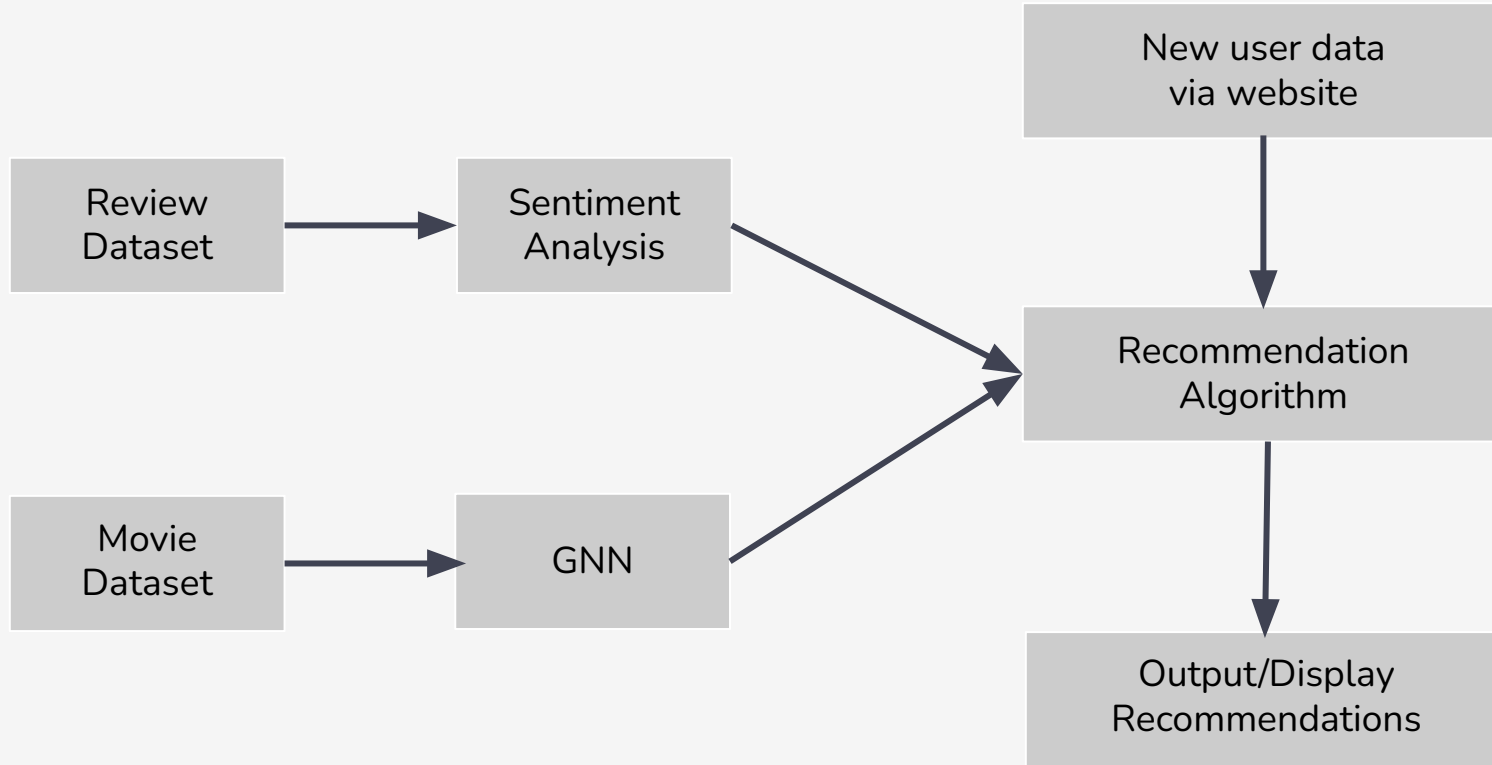 New user data
via website
Review
Dataset
Sentiment
Analysis
Recommendation
Algorithm
Movie
Dataset
GNN
Output/Display
Recommendations